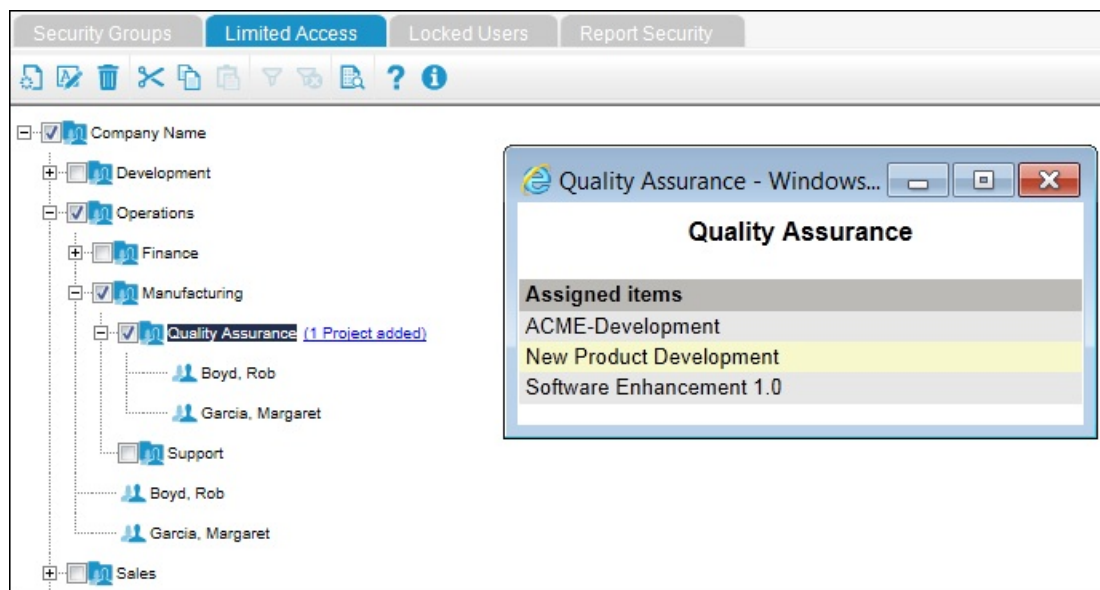 Security Groups Limited Access Locked Users Report Security
Company Name
Development
Operations
Finance
Manufacturing
Quality Assurance (1 Project added)
Boyd, Rob
Garcia, Margaret
Support
Boyd, Rob
Garcia, Margaret
Sales
Quality Assurance - Windows...
Quality Assurance
Assigned items
ACME-Development
New Product Development
Software Enhancement 1.0